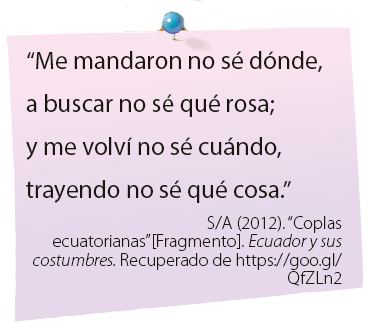 “Me mandaron no sé dónde,
a buscar no sé qué rosa;
y me volví no sé cuándo,
trayendo no sé qué cosa.”
S/A (2012). “Coplas
ecuatorianas”[Fragmento]. Ecuador y sus
costumbres. Recuperado de https://goo.gl/
QfZLn2